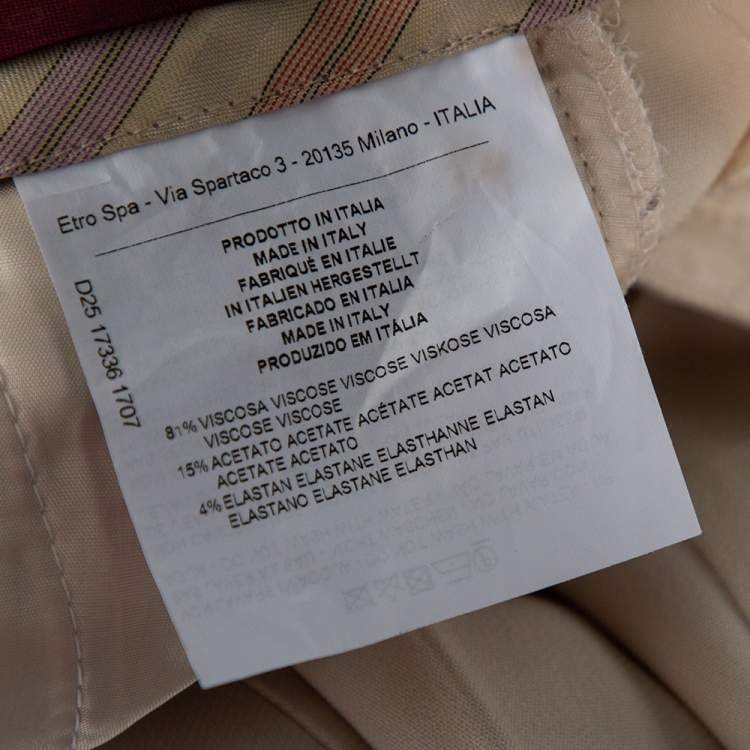 Etro Spa - Via Spartaco 3 - 20135 Milano - ITALIA
PRODOTTO IN ITALIA
MADE IN ITALY
FABRIQUÉ EN ITALIE
IN ITALIEN HERGESTELLT
FABRICADO EN ITALIA
MADE IN ITALY
PRODUZIDO EM ITÁLIA
D25 17336 1707
81% VISCOSA VISCOSE VISCOSE VISKOSE VISCOSA
VISCOSE VISCOSE
15% ACETATO ACETATE ACÉTATE ACETAT ACETATO
ACETATE ACETATO
4% ELASTAN ELASTANE ELASTHANNE ELASTAN
ELASTANO ELASTANE ELASTHAN